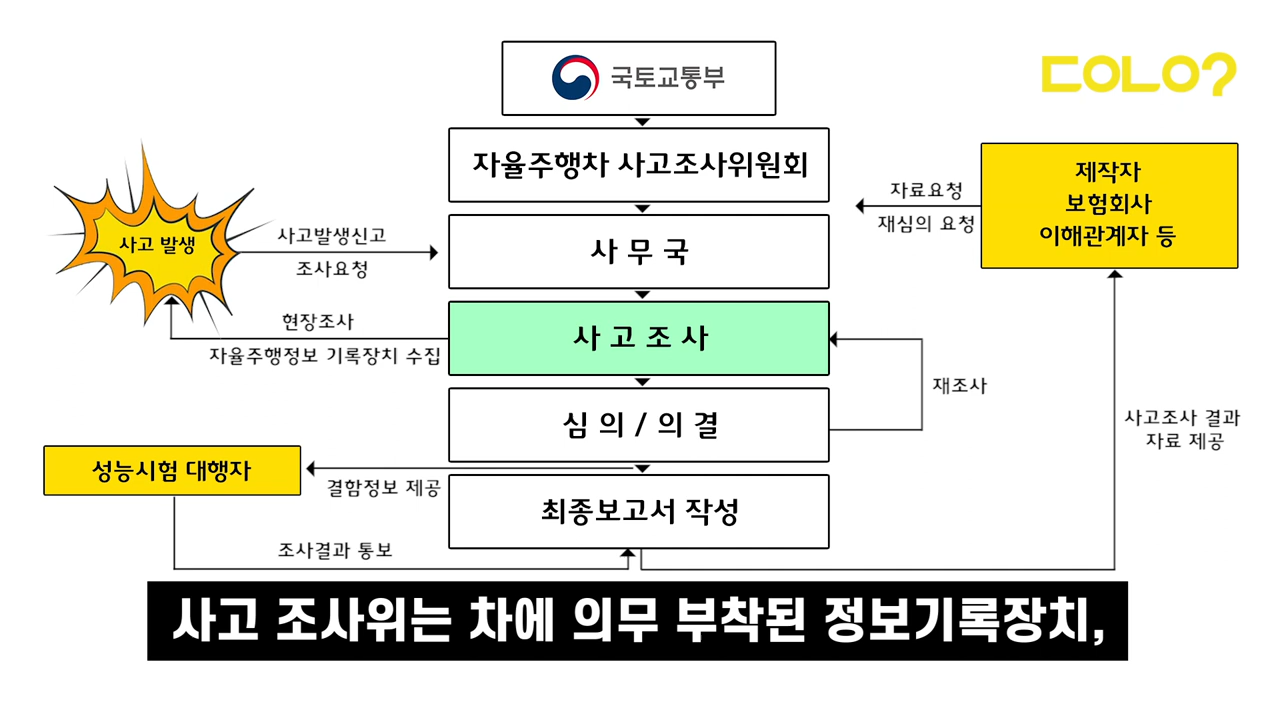 국토교통부
DOLO?
자율주행차 사고조사위원회
제작자
보험회사
이해관계자 등
자료요청
재심의 요청
사고 발생
사고발생신고
조사요청
사무국
현장조사
자율주행정보 기록장치 수집
사고조사
재조사
심의/의결
사고조사 결과
자료 제공
성능시험 대행자
결함정보 제공
최종보고서 작성
조사결과 통보
사고 조사위는 차에 의무 부착된 정보기록장치,